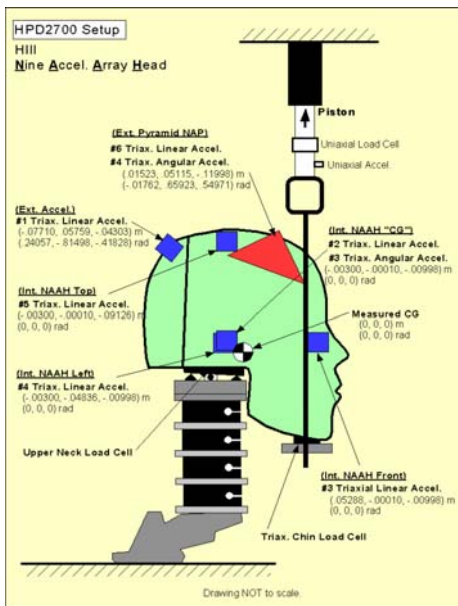 HPD2700 Setup
HIII
Nine Accel. Array Head
Piston
Uniaxial Load Cell
Uniaxial Accel.
(Ext. Pyramid NAP)
#6 Triax. Linear Accel.
#4 Triax. Angular Accel.
(.01523, .05115, -.11998) m
(-.01762, .65923, .54971) rad
(Ext. Accel.)
#1 Triax. Linear Accel.
(-.07710, .05759, -.04303) m
(.24057, -.81498, -.41828) rad
(Int. NAAH "CG")
#2 Triax. Linear Accel.
#3 Triax. Angular Accel.
(-.00300, -.00010, -.00998) m
(0, 0, 0) rad
(Int. NAAH Top)
#5 Triax. Linear Accel.
(-.00300, -.00010, -.09126) m
(0, 0, 0) rad
Measured CG
(0, 0, 0) m
(0, 0, 0) rad
(Int. NAAH Left)
#4 Triax. Linear Accel.
(-.00300, -.04836, -.00998) m
(0, 0, 0) rad
Upper Neck Load Cell
(Int. NAAH Front)
#3 Triaxial Linear Accel.
(.05288, -.00010, -.00998) m
(0, 0, 0) rad
Triax. Chin Load Cell
Drawing NOT to scale.